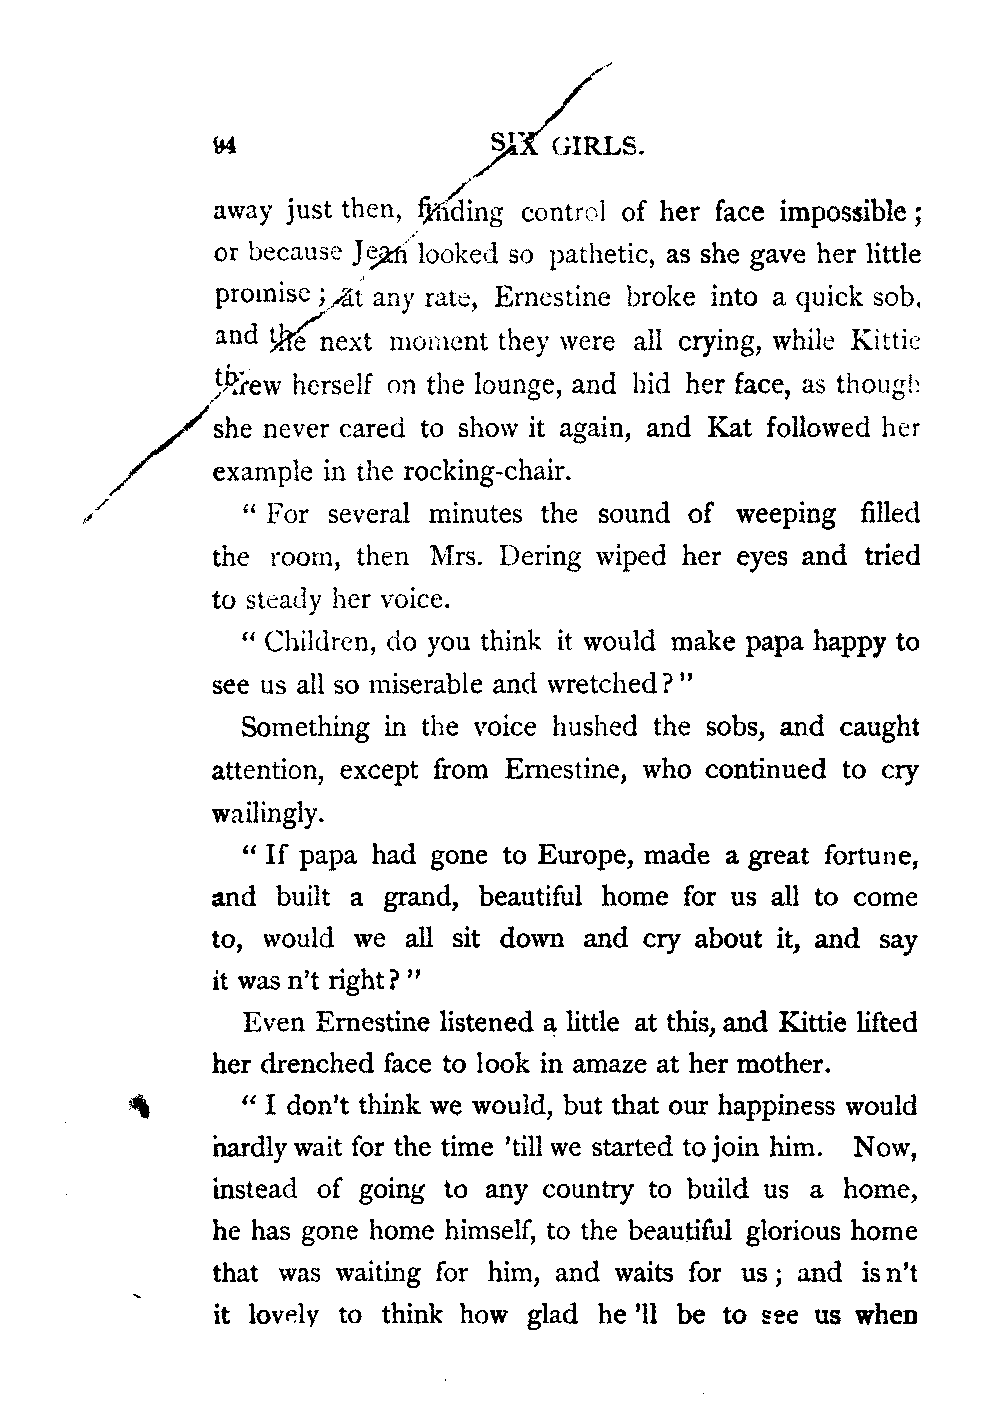 94 SIX GIRLS.
away just then, finding control of her face impossible ;
or because Jean looked so pathetic, as she gave her little
promise ; at any rate, Ernestine broke into a quick sob,
and the next moment they were all crying, while Kittie
threw herself on the lounge, and hid her face, as though
she never cared to show it again, and Kat followed her
example in the rocking-chair.
“ For several minutes the sound of weeping filled
the room, then Mrs. Dering wiped her eyes and tried
to steady her voice.
“ Children, do you think it would make papa happy to
see us all so miserable and wretched ? ”
Something in the voice hushed the sobs, and caught
attention, except from Ernestine, who continued to cry
wailingly.
“ If papa had gone to Europe, made a great fortune,
and built a grand, beautiful home for us all to come
to, would we all sit down and cry about it, and say
it was n’t right ? ”
Even Ernestine listened a little at this, and Kittie lifted
her drenched face to look in amaze at her mother.
“ I don’t think we would, but that our happiness would
hardly wait for the time ’till we started to join him. Now,
instead of going to any country to build us a home,
he has gone home himself, to the beautiful glorious home
that was waiting for him, and waits for us ; and is n’t
it lovely to think how glad he ’ll be to see us when